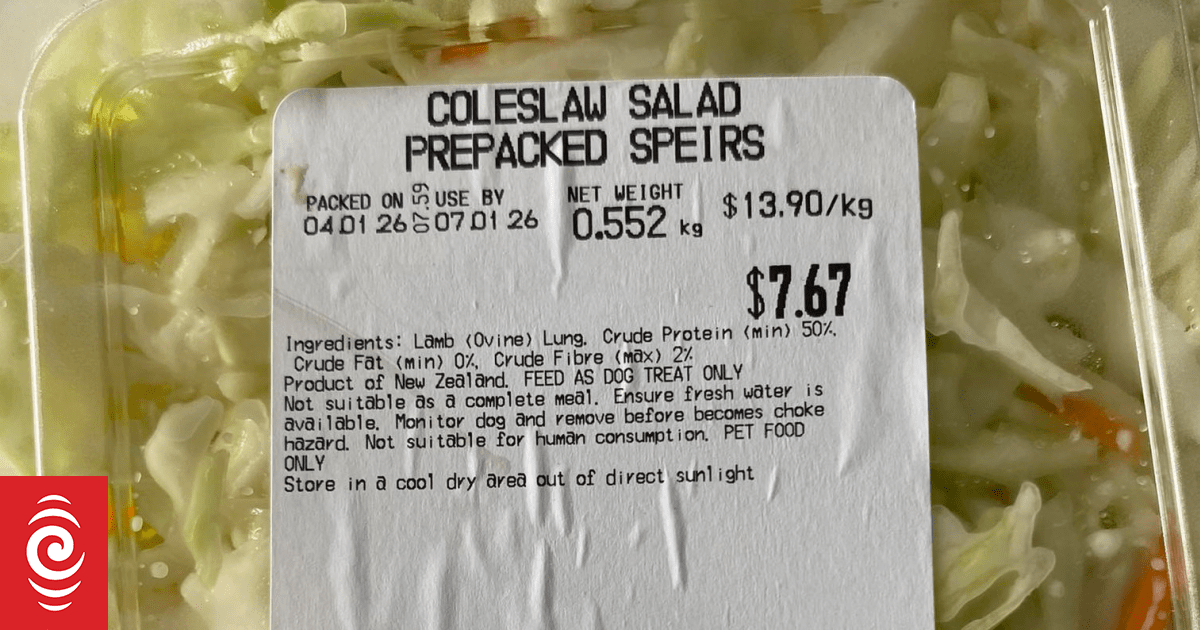 COLESLAW SALAD
PREPACKED SPEIRS
PACKED ON 07.59 USE BY NET WEIGHT
04.01 26 07.01 26 0.552 kg $13.90/kg
$7.67
Ingredients: Lamb (Ovine) Lung. Crude Protein (min) 50%.
Crude Fat (min) 0%. Crude Fibre (max) 2%
Product of New Zealand. FEED AS DOG TREAT ONLY
Not suitable as a complete meal. Ensure fresh water is
available. Monitor dog and remove before becomes choke
hazard. Not suitable for human consumption. PET FOOD
ONLY
Store in a cool dry area out of direct sunlight